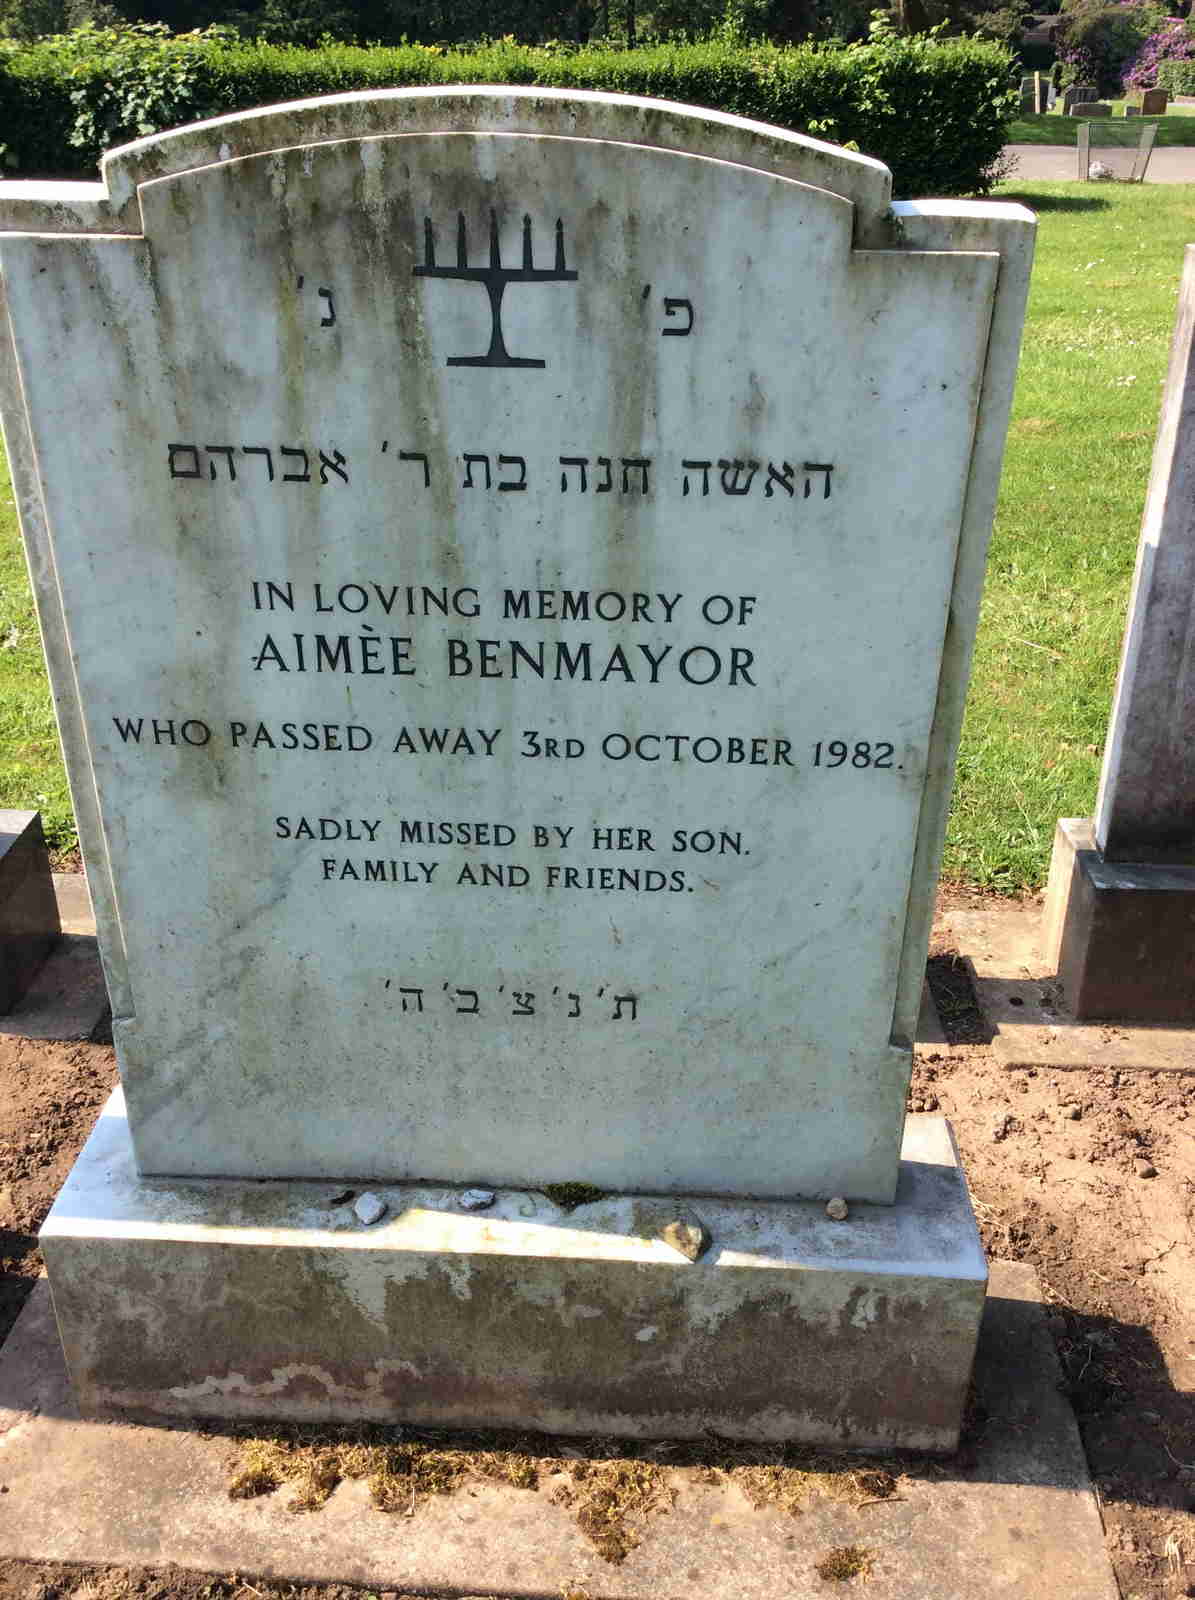 פ' נ'
האשה חנה בת ר' אברהם
IN LOVING MEMORY OF
AIMÈE BENMAYOR
WHO PASSED AWAY 3RD OCTOBER 1982.
SADLY MISSED BY HER SON.
FAMILY AND FRIENDS.
ת' נ' צ' ב' ה'